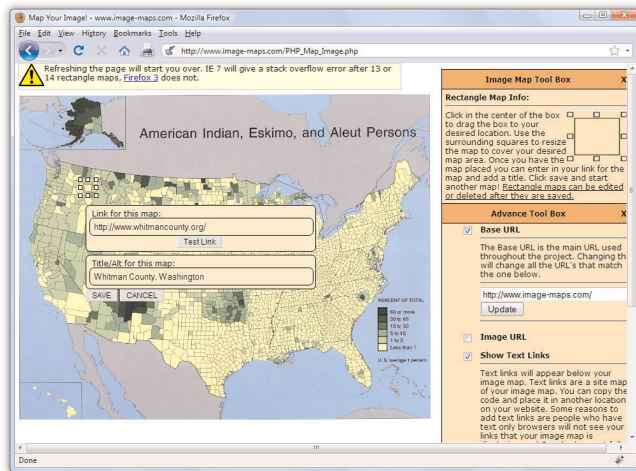 Map Your Image! - www.image-maps.com - Mozilla Firefox
File Edit View History Bookmarks Tools Help
http://www.image-maps.com/PHP_Map_Image.php
Refreshing the page will start you over. IE 7 will give a stack overflow error after 13 or
14 rectangle maps, Firefox 3 does not.
American Indian, Eskimo, and Aleut Persons
Link for this map:
http://www.whitmancounty.org/
Test Link
Title/Alt for this map:
Whitman County, Washington
SAVE CANCEL
PERCENT OF TOTAL
60 or more
30 to 60
15 to 30
5 to 15
1 to 5
Less than 1
U.S. average 1 percent
Image Map Tool Box X
Rectangle Map Info:
Click in the center of the box
to drag the box to your
desired location. Use the
surrounding squares to resize
the map to cover your desired
map area. Once you have the
map placed you can enter in your link for the
map and add a title. Click save and start
another map! Rectangle maps can be edited
or deleted after they are saved.
Advance Tool Box X
Base URL
The Base URL is the main URL used
throughout the project. Changing th
will change all the URL's that match
the one below.
http://www.image-maps.com/
Update
Image URL
Show Text Links
Text links will appear below your
image map. Text links are a site map
of your image map. You can copy the
code and place it in another location
on your website. Some reasons to
add text links are people who have
text only browsers will not see your
links that your image map is
Done